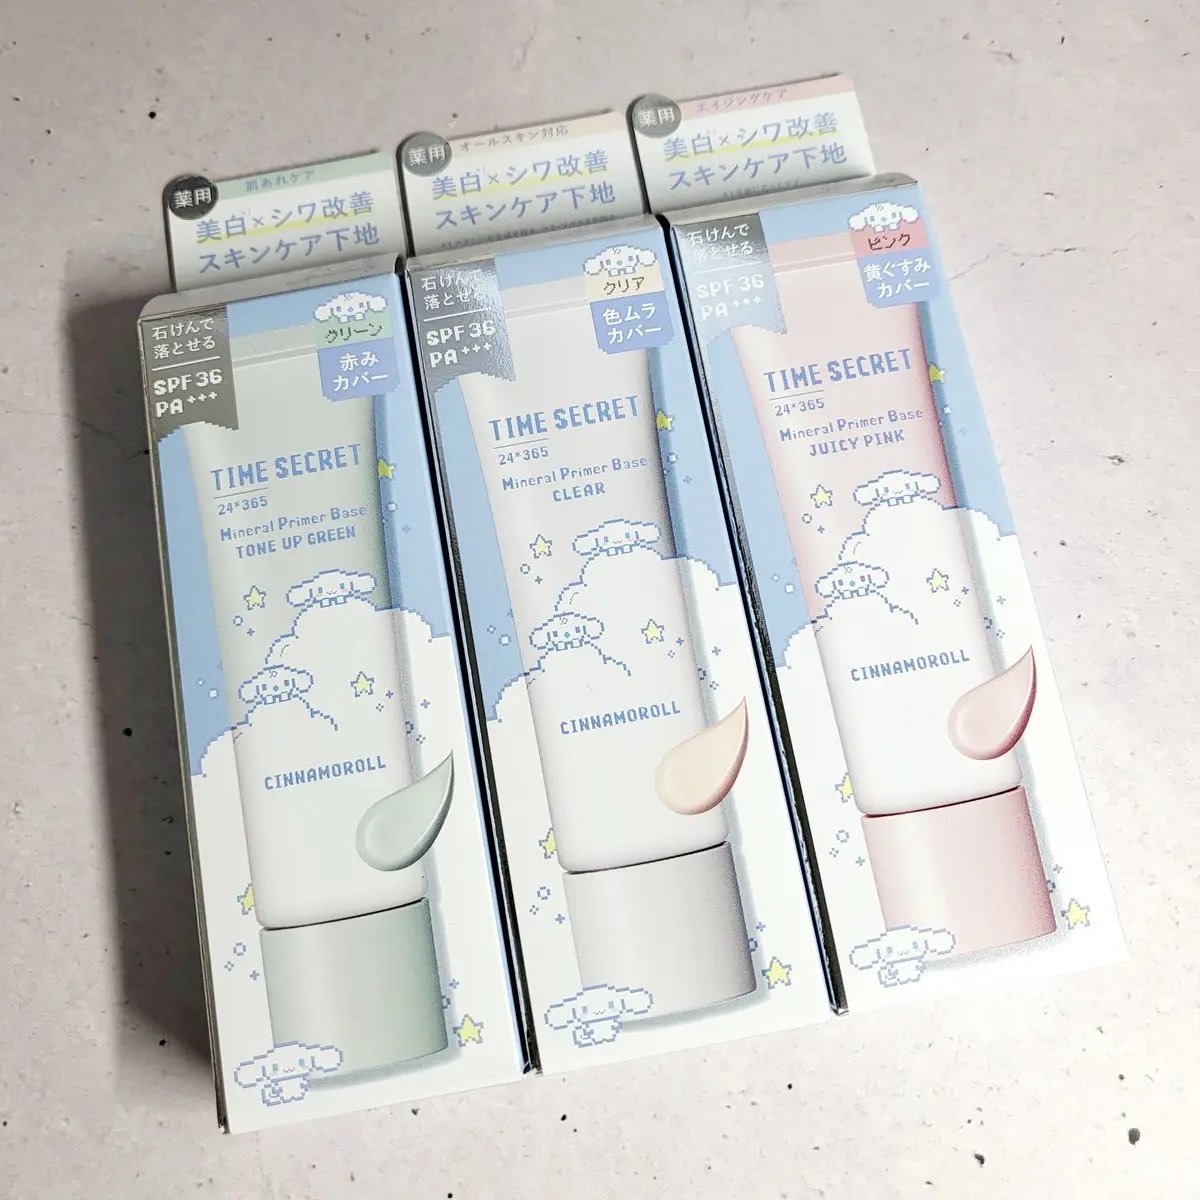 薬用
肌あれケア
美白×シワ改善
スキンケア下地
石けんで
落とせる
SPF36
PA+++
グリーン
赤み
カバー
TIME SECRET
24*365
Mineral Primer Base
TONE UP GREEN
CINNAMOROLL
薬用
オールスキン対応
美白×シワ改善
スキンケア下地
石けんで
落とせる
SPF36
PA+++
クリア
色ムラ
カバー
TIME SECRET
24*365
Mineral Primer Base
CLEAR
CINNAMOROLL
薬用
エイジングケア
美白×シワ改善
スキンケア下地
石けんで
落とせる
SPF36
PA+++
ピンク
黄ぐすみ
カバー
TIME SECRET
24*365
Mineral Primer Base
JUICY PINK
CINNAMOROLL